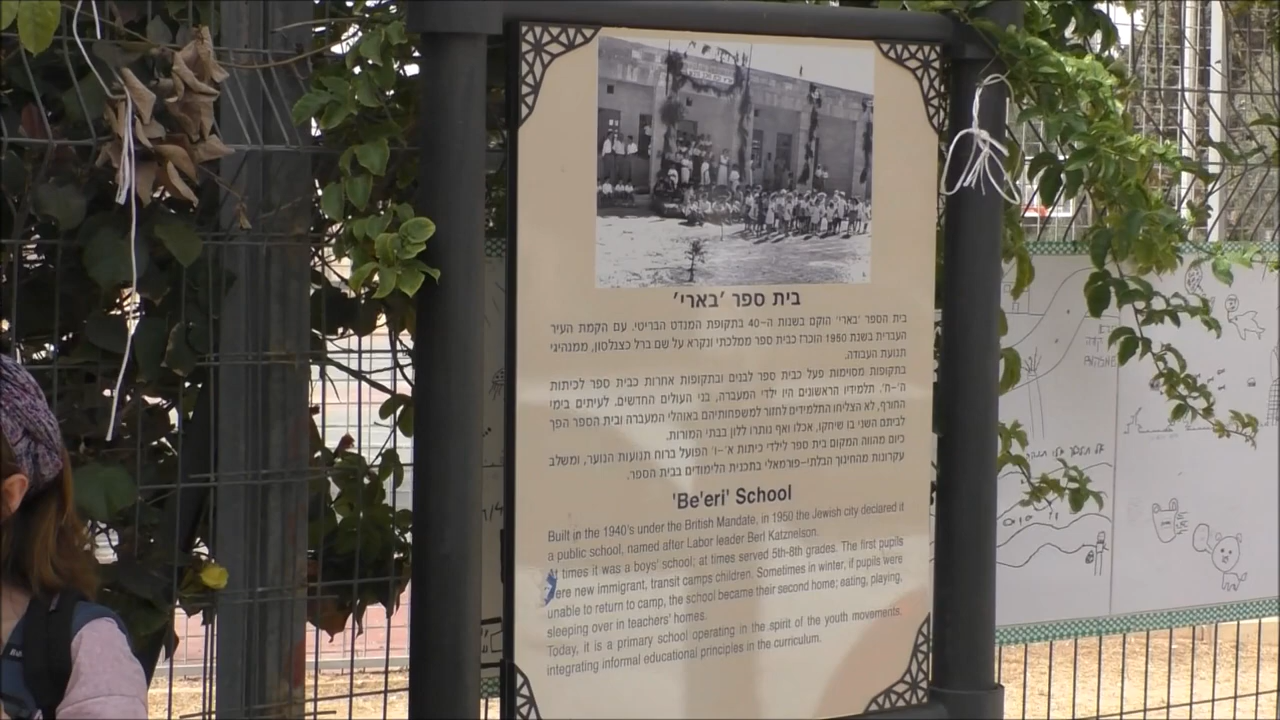 בית ספר 'בארי'
בית הספר 'בארי' הוקם בשנות ה-40 בתקופת המנדט הבריטי. עם הקמת העיר
העברית בשנת 1950 הוכרז כבית ספר ממלכתי ונקרא על שם ברל כצנלסון, ממנהיגי
תנועת העבודה.
בתקופות מסוימות פעל כבית ספר לבנים ובתקופות אחרות כבית ספר לכיתות
ה'-ח'. תלמידיו הראשונים היו ילדי המעברה, בני העולים החדשים. לעיתים בימי
החורף, לא הצליחו התלמידים לחזור למשפחותיהם באוהלי המעברה ובית הספר הפך
לביתם השני בו שיחקו, אכלו ואף נותרו ללון בבתי המורות.
כיום מהווה המקום בית ספר לילדי כיתות א'-ו' הפועל ברוח תנועות הנוער, ומשלב
עקרונות מהחינוך הבלתי-פורמאלי בתכנית הלימודים בבית הספר.
'Be'eri' School
Built in the 1940's under the British Mandate, in 1950 the Jewish city declared it
a public school, named after Labor leader Berl Katznelson.
At times it was a boys' school; at times served 5th-8th grades. The first pupils
ere new immigrant, transit camps children. Sometimes in winter, if pupils were
unable to return to camp, the school became their second home; eating, playing,
sleeping over in teachers' homes.
Today, it is a primary school operating in the spirit of the youth movements,
integrating informal educational principles in the curriculum.